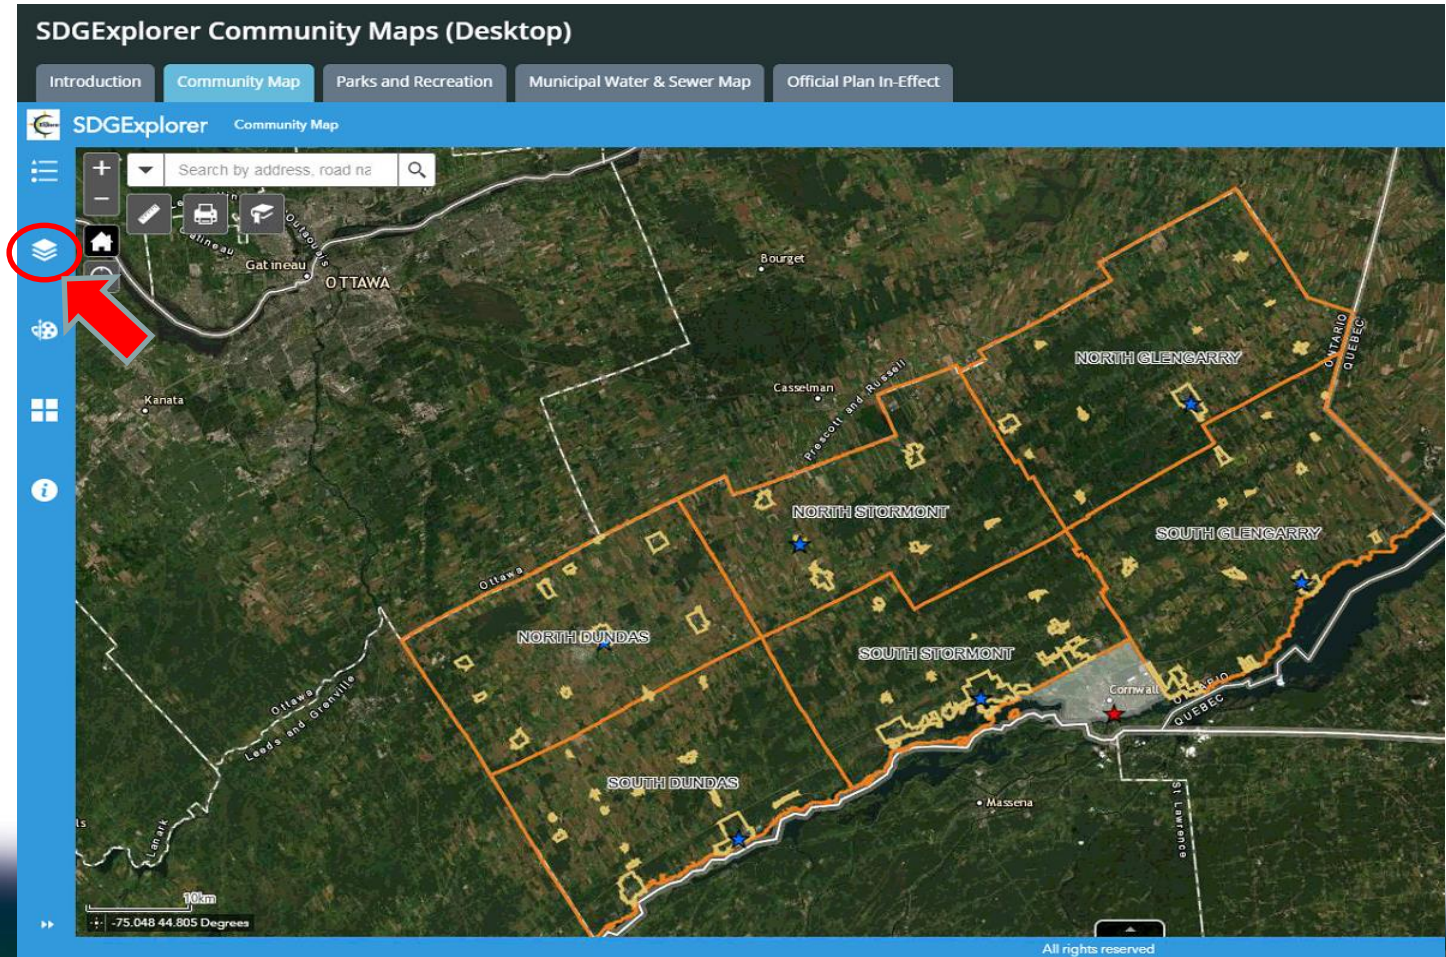 SDGExplorer Community Maps (Desktop)
Introduction
Community Map
Parks and Recreation
Municipal Water & Sewer Map
Official Plan In-Effect
SDGExplorer
Community Map
Search by address, road na
Gatineau
Outaouais
Gatineau
OTTAWA
Bourget
ONTARIO
QUEBEC
NORTH GLENGARRY
Casselman
Prescott and Russell
Kanata
NORTH STORMONT
SOUTH GLENGARRY
Ottawa
NORTH DUNDAS
SOUTH STORMONT
Cornwall
QUEBEC
Ottawa
Leeds and Grenville
SOUTH DUNDAS
Massena
St Lawrence
ls
Lanark
10km
-75.048 44.805 Degrees
All rights reserved